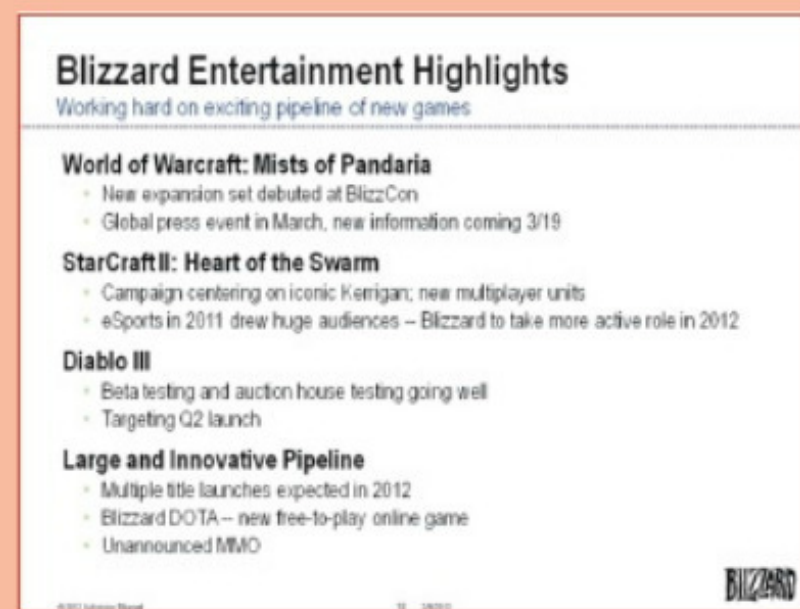 Blizzard Entertainment Highlights
Working hard on exciting pipeline of new games
World of Warcraft: Mists of Pandaria
New expansion set debuted at BlizzCon
Global press event in March, new information coming 3/19
StarCraft II: Heart of the Swarm
Campaign centering on iconic Kerrigan; new multiplayer units
eSports in 2011 drew huge audiences – Blizzard to take more active role in 2012
Diablo III
Beta testing and auction house testing going well
Targeting Q2 launch
Large and Innovative Pipeline
Multiple title launches expected in 2012
Blizzard DOTA – new free-to-play online game
Unannounced MMO
BLIZZARD